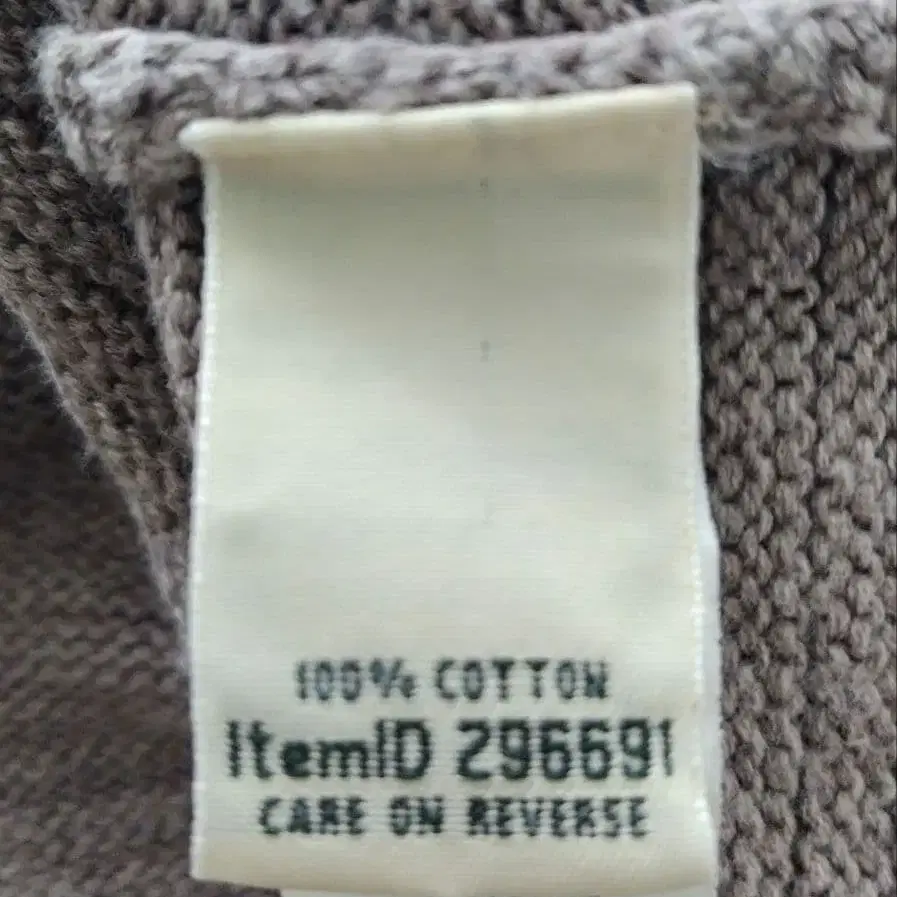 100% COTTON
ItemID 296691
CARE ON REVERSE